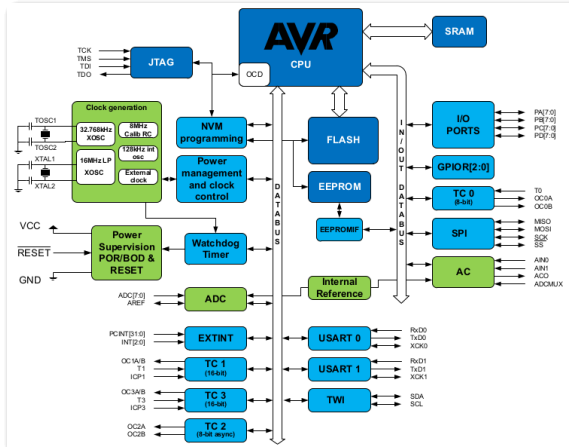 AVR
CPU
OCD
SRAM
TCK
TMS
TDI
TDO
JTAG
Clock generation
TOSC1
TOSC2
XTAL1
XTAL2
32.768kHz
XOSC
8MHz
Calib RC
128kHz int
osc
16MHz LP
XOSC
External
clock
NVM
programming
FLASH
IN/OUT DATABUS
I/O
PORTS
PA[7:0]
PB[7:0]
PC[7:0]
PD[7:0]
Power
management
and clock
control
EEPROM
GPIOR[2:0]
DATABUS
TC 0
(8-bit)
T0
OC0A
OC0B
VCC
RESET
GND
Power
Supervision
POR/BOD &
RESET
Watchdog
Timer
EEPROMIF
SPI
MISO
MOSI
SCK
SS
AC
AIN0
AIN1
ACO
ADCMUX
Internal
Reference
ADC[7:0]
AREF
ADC
PCINT[31:0]
INT[2:0]
EXTINT
USART 0
RxD0
TxD0
XCK0
OC1A/B
T1
ICP1
TC 1
(16-bit)
USART 1
RxD1
TxD1
XCK1
OC3A/B
T3
ICP3
TC 3
(16-bit)
TWI
SDA
SCL
OC2A
OC2B
TC 2
(8-bit async)